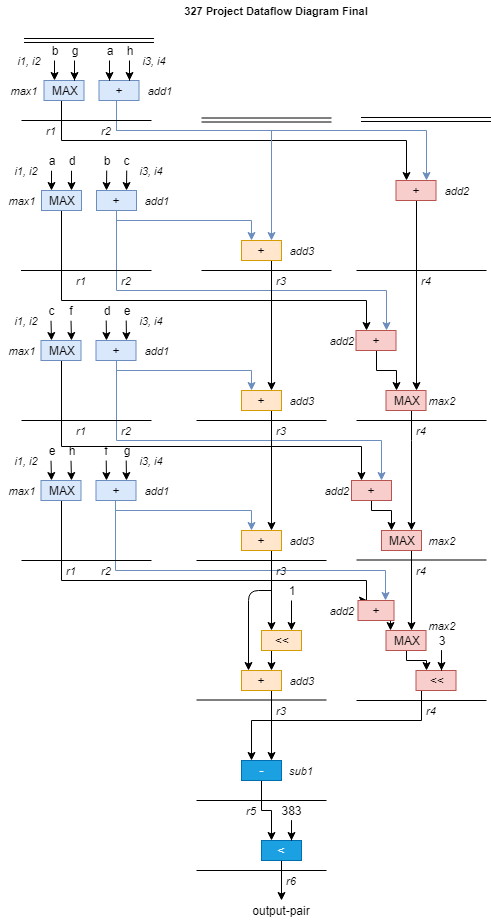 327 Project Dataflow Diagram Final
b g a h
i1, i2 i3, i4
max1 MAX + add1
r1 r2
a d b c
i1, i2 i3, i4
max1 MAX + add1 + add2
+ add3
r1 r2 r3 r4
c f d e
i1, i2 i3, i4
max1 MAX + add1 add2 +
+ add3 MAX max2
r1 r2 r3 r4
e h f g
i1, i2 i3, i4
max1 MAX + add1 add2 +
+ add3 MAX max2
r1 r2 r3 r4
1 add2 +
max2
<< MAX 3
+ add3 <<
r3 r4
- sub1
r5 383
<
r6
output-pair